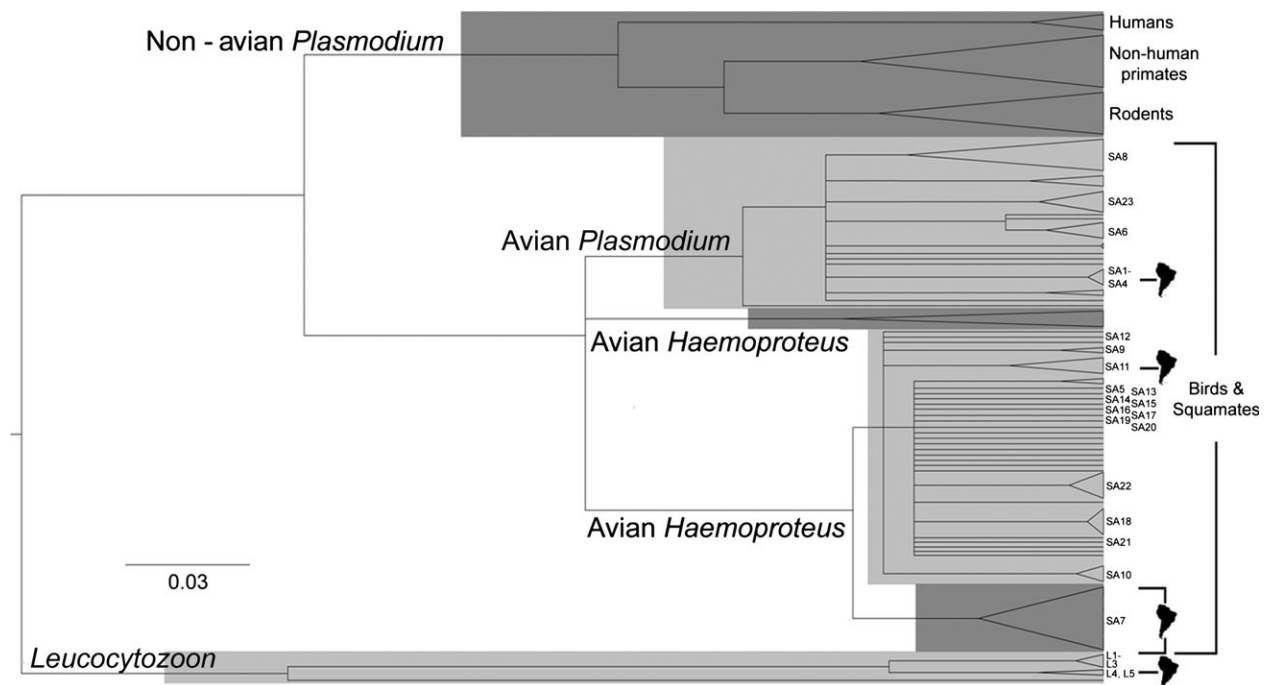 Humans
Non - avian Plasmodium
Non-human
primates
Rodents
SA8
SA23
Avian Plasmodium
SA6
SA1-
SA4
Avian Haemoproteus
SA12
SA9
SA11
Birds &
Squamates
SA5 SA13
SA14 SA15
SA16 SA17
SA19 SA20
SA22
Avian Haemoproteus
SA18
SA21
0.03
SA10
SA7
Leucocytozoon
L1-
L3
L4, L5